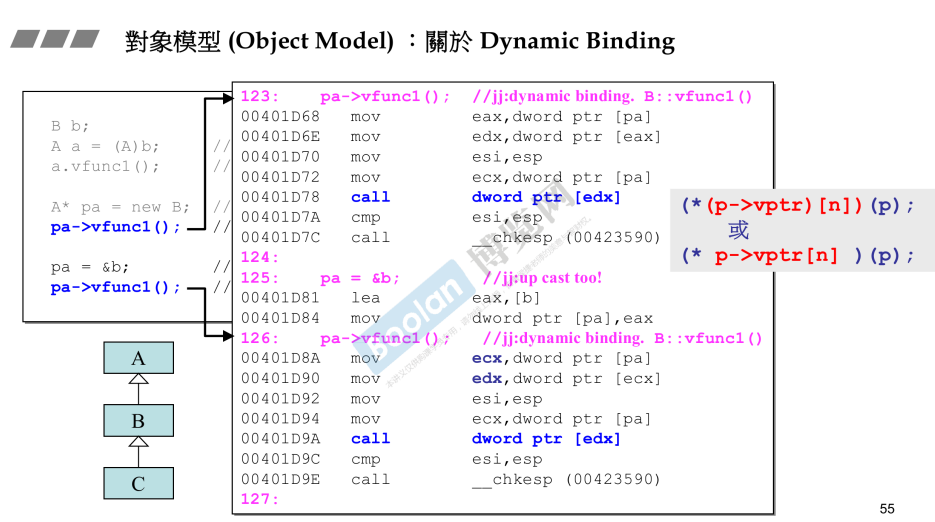 對象模型 (Object Model) ：關於 Dynamic Binding
B b;
A a = (A)b; //
a.vfunc1(); //
A* pa = new B; //
pa->vfunc1(); //
pa = &b; //
pa->vfunc1(); //
123: pa->vfunc1(); //jj:dynamic binding. B::vfunc1()
00401D68 mov eax,dword ptr [pa]
00401D6E mov edx,dword ptr [eax]
00401D70 mov esi,esp
00401D72 mov ecx,dword ptr [pa]
00401D78 call dword ptr [edx]
00401D7A cmp esi,esp
00401D7C call __chkesp (00423590)
124:
125: pa = &b; //jj:up cast too!
00401D81 lea eax,[b]
00401D84 mov dword ptr [pa],eax
126: pa->vfunc1(); //jj:dynamic binding. B::vfunc1()
00401D8A mov ecx,dword ptr [pa]
00401D90 mov edx,dword ptr [ecx]
00401D92 mov esi,esp
00401D94 mov ecx,dword ptr [pa]
00401D9A call dword ptr [edx]
00401D9C cmp esi,esp
00401D9E call __chkesp (00423590)
127:
(*(p->vptr)[n])(p);
或
(* p->vptr[n] )(p);
A
B
C
Boolan
博览网
55